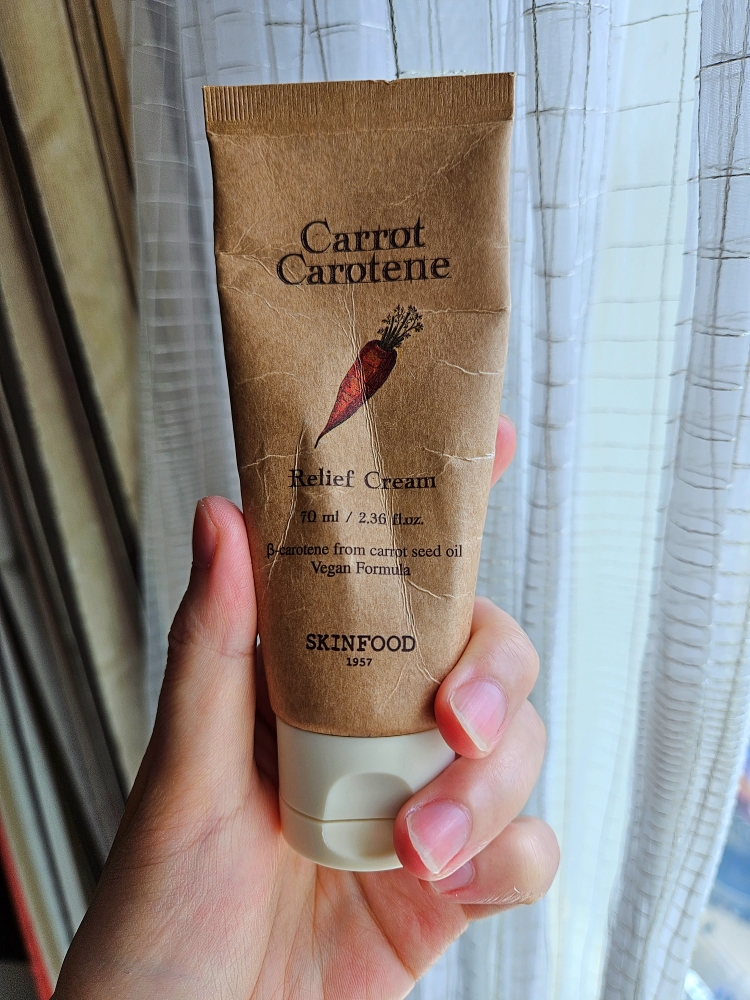 Carrot
Carotene
Relief Cream
70 ml / 2.36 fl.oz.
β-carotene from carrot seed oil
Vegan Formula
SKINFOOD
1957